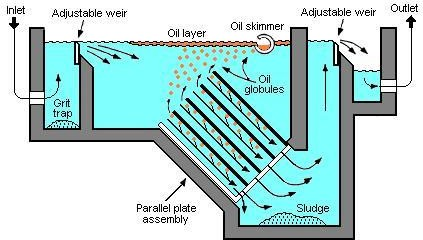 Inlet
Adjustable weir
Oil layer
Oil skimmer
Adjustable weir
Outlet
Oil
globules
Grit
trap
Parallel plate
assembly
Sludge